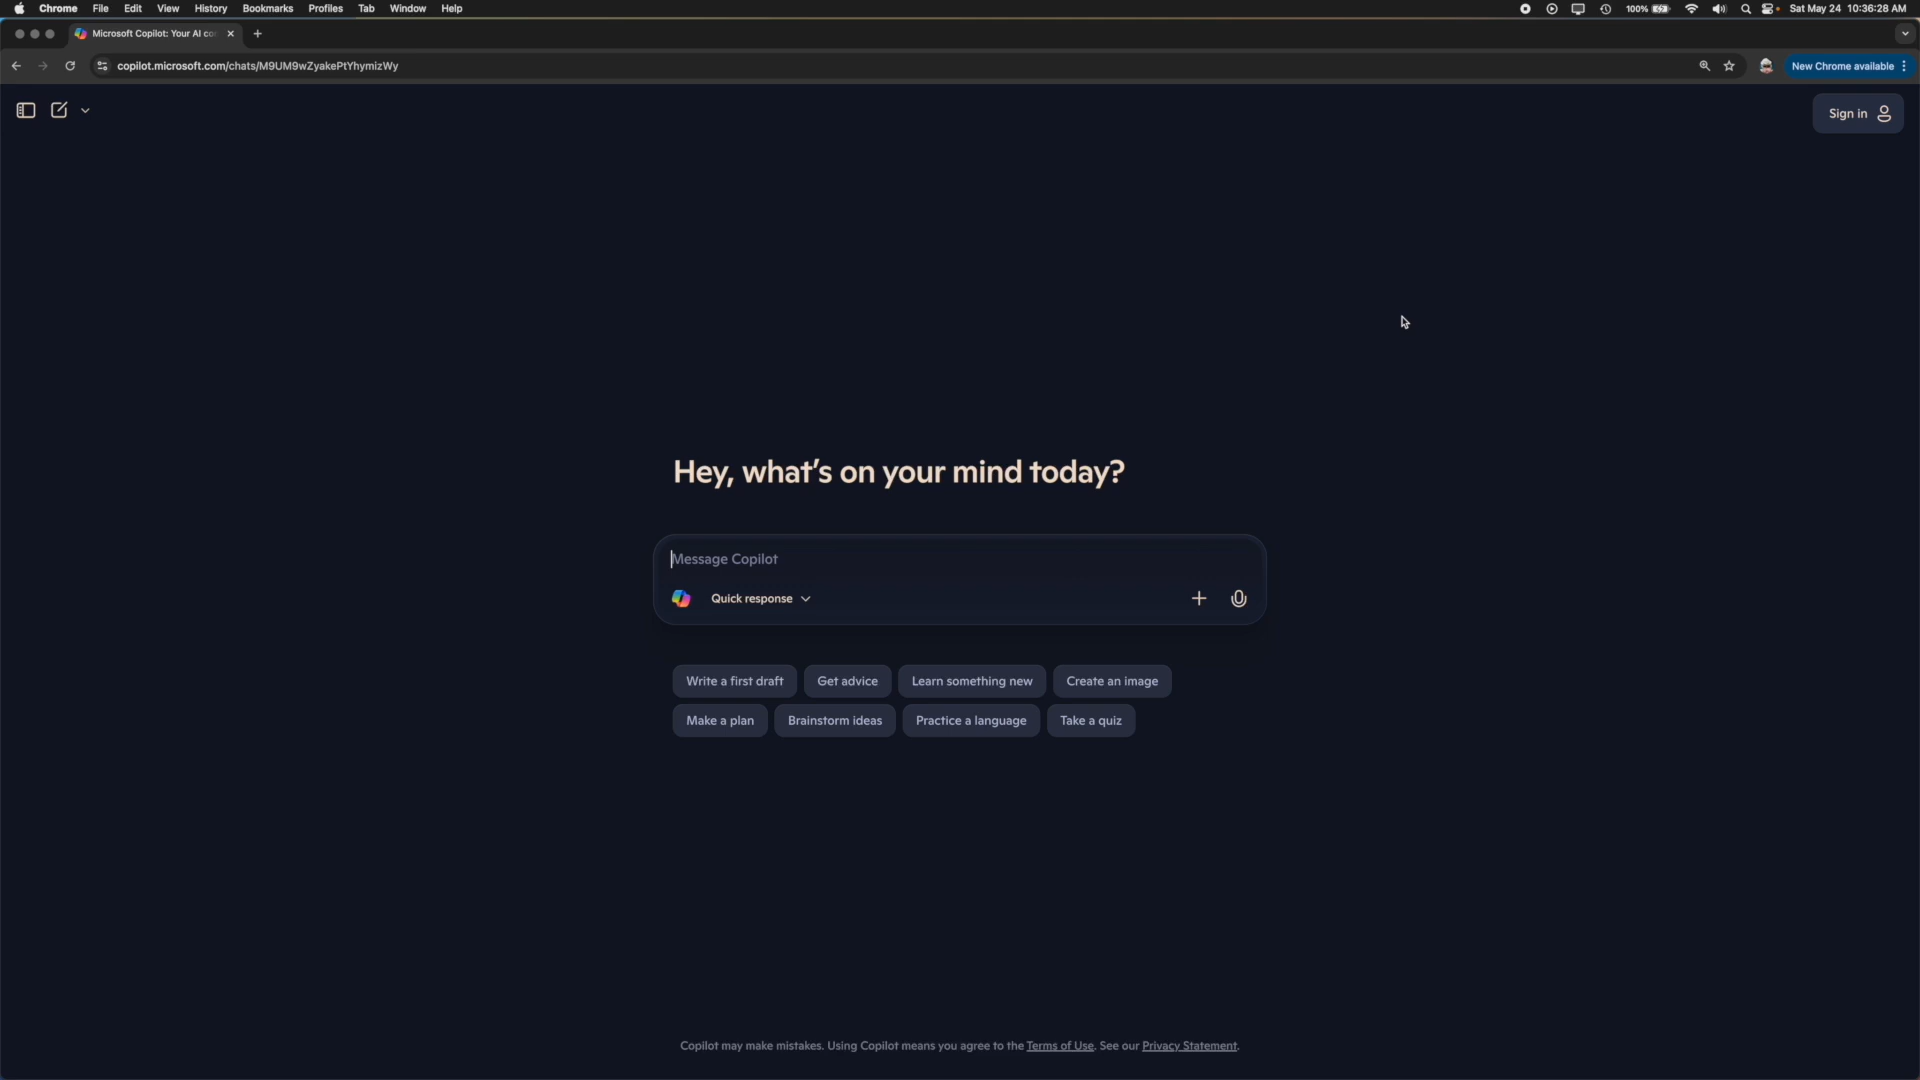 Chrome File Edit View History Bookmarks Profiles Tab Window Help 100% Sat May 24 10:36:28 AM
Microsoft Copilot: Your AI co
copilot.microsoft.com/chats/M9UM9wZyakePtYhymizWy New Chrome available
Sign in
Hey, what's on your mind today?
Message Copilot
Quick response
Write a first draft Get advice Learn something new Create an image
Make a plan Brainstorm ideas Practice a language Take a quiz
Copilot may make mistakes. Using Copilot means you agree to the Terms of Use. See our Privacy Statement.